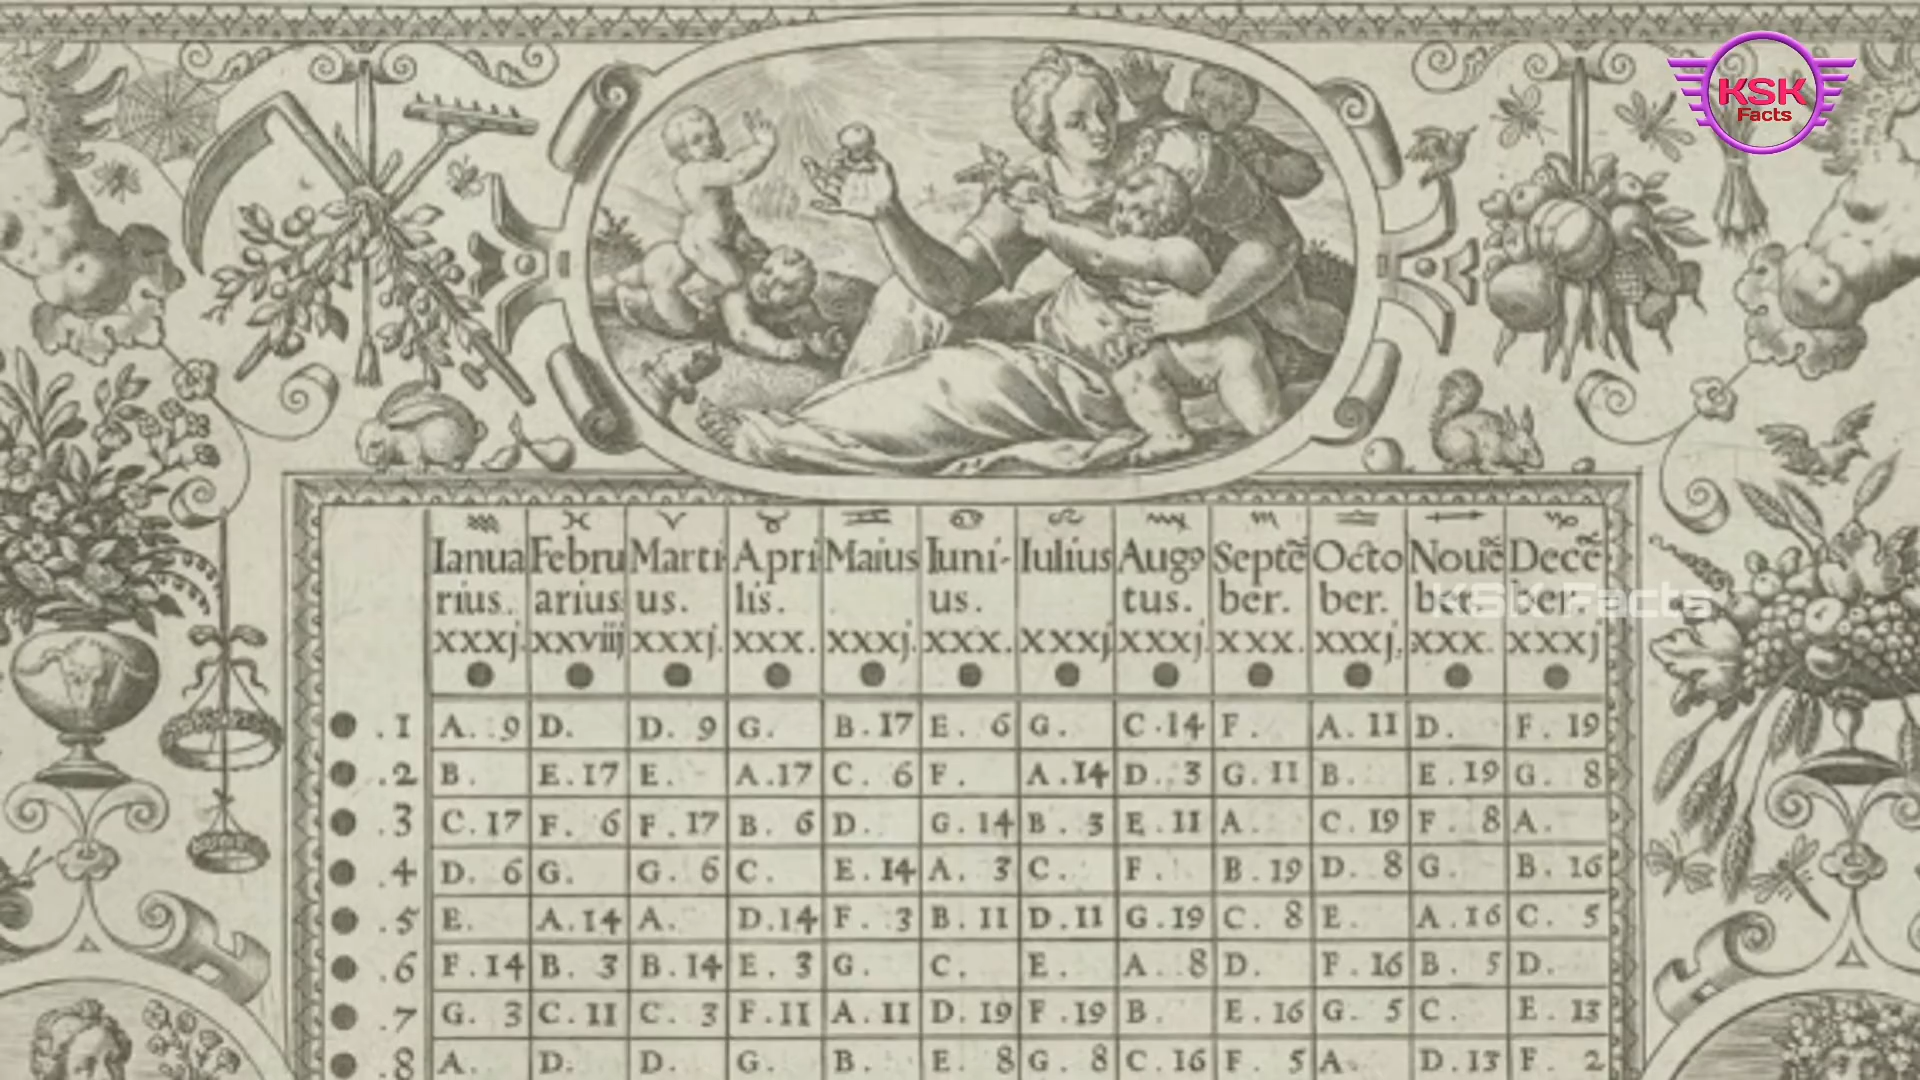 KSK
Facts
Ianua Febru Marti Apri Maius Iuni- Iulius Augꝰ Septē Octo Nouē Decē
rius. arius us. lis. us. tus. ber. ber. ber. ber.
xxxj. xxviij xxxj. xxx. xxxj. xxx. xxxj xxxj. xxx. xxxj. xxx. xxxj
KSK Facts
.1 A. 9 D. D. 9 G. B.17 E. 6 G. C.14 F. A. 11 D. F. 19
.2 B. E.17 E. A.17 C. 6 F. A.14 D. 3 G.11 B. E.19 G. 8
.3 C.17 F. 6 F.17 B. 6 D. G.14 B. 3 E.11 A. C.19 F. 8 A.
.4 D. 6 G. G. 6 C. E.14 A. 3 C. F. B.19 D. 8 G. B.16
.5 E. A.14 A. D.14 F. 3 B.11 D.11 G.19 C. 8 E. A.16 C. 5
.6 F.14 B. 3 B.14 E. 3 G. C. E. A. 8 D. F.16 B. 5 D.
.7 G. 3 C.11 C. 3 F.11 A.11 D.19 F.19 B. E.16 G. 5 C. E.13
.8 A. D. D. G. B. E. 8 G. 8 C.16 F. 5 A. D.13 F. 2